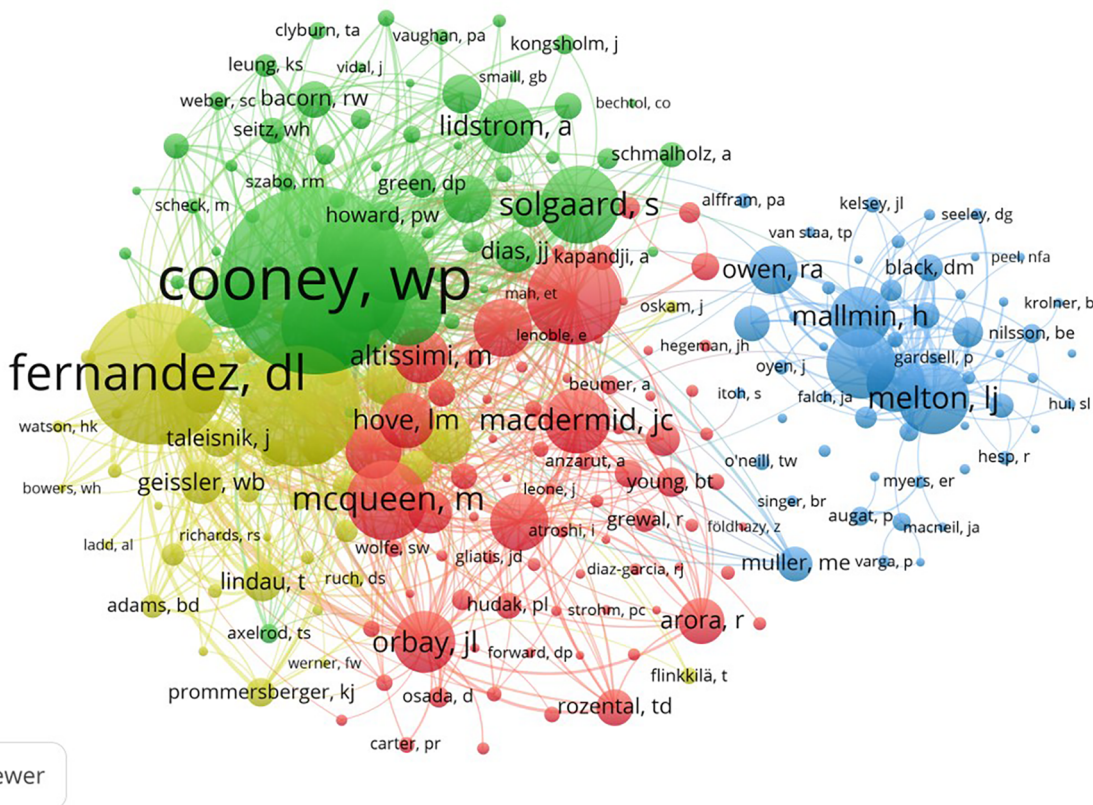 clyburn, ta
vaughan, pa
kongsholm, j
leung, ks
vidal, j
smaill, gb
weber, sc
bacorn, rw
bechtol, co
seitz, wh
lidstrom, a
schmalholz, a
szabo, rm
green, dp
scheck, m
howard, pw
solgaard, s
alffram, pa
kelsey, jl
seeley, dg
van staa, tp
dias, jj
kapandji, a
peel, nfa
cooney, wp
owen, ra
black, dm
mah, et
oskam, j
krolner, b
mallmin, h
lenoble, e
nilsson, be
hegeman, jh
altissimi, m
gardsell, p
oyen, j
fernandez, dl
beumer, a
itoh, s
falch, ja
melton, lj
hui, sl
watson, hk
hove, lm
macdermid, jc
taleisnik, j
hesp, r
anzarut, a
o'neill, tw
geissler, wb
young, bt
myers, er
bowers, wh
leone, j
mcqueen, m
singer, br
augat, p
grewal, r
földhazy, z
macneil, ja
atroshi, i
richards, rs
ladd, al
wolfe, sw
gliatis, jd
muller, me
varga, p
diaz-garcia, rj
lindau, t
ruch, ds
adams, bd
hudak, pl
strohm, pc
arora, r
axelrod, ts
orbay, jl
forward, dp
werner, fw
flinkkilä, t
prommersberger, kj
osada, d
rozental, td
carter, pr
ewer